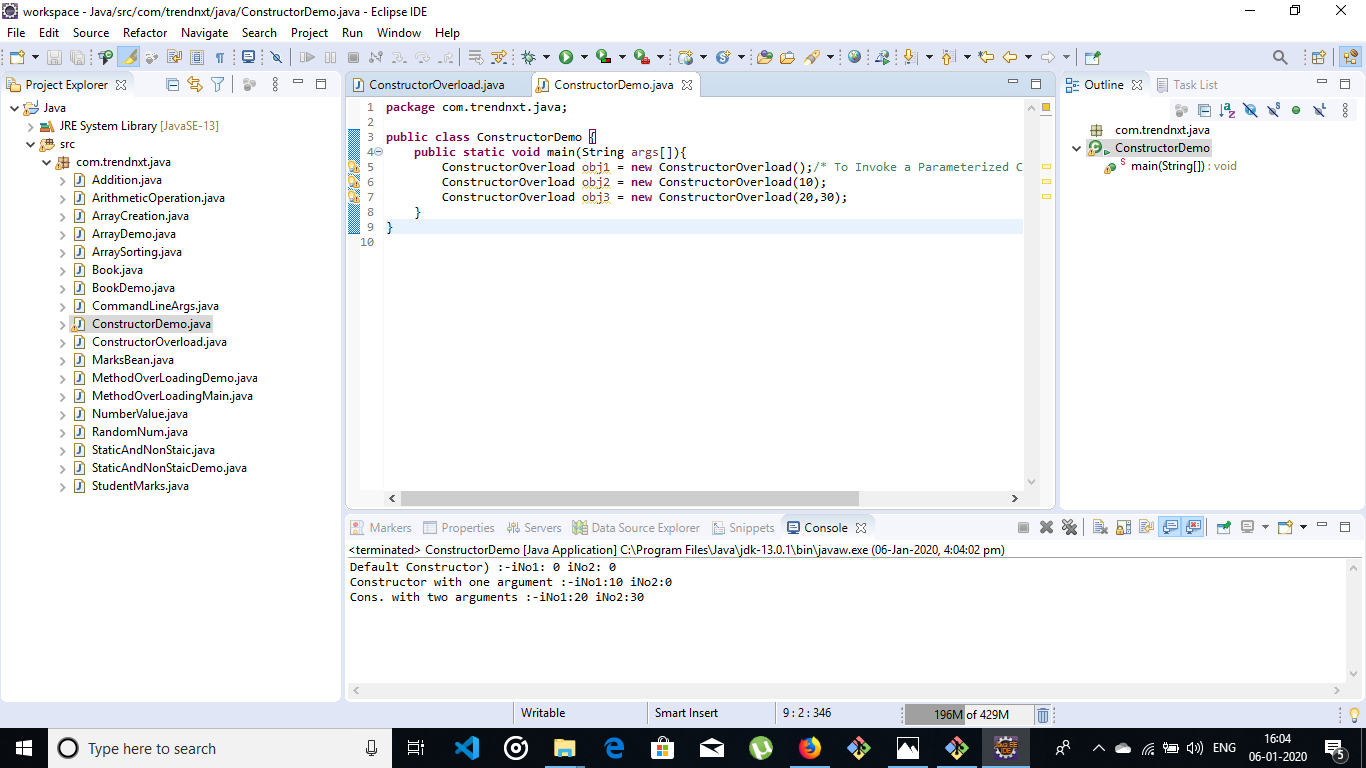 workspace - Java/src/com/trendnxt/java/ConstructorDemo.java - Eclipse IDE
File Edit Source Refactor Navigate Search Project Run Window Help
Project Explorer
Java
JRE System Library [JavaSE-13]
src
com.trendnxt.java
Addition.java
ArithmeticOperation.java
ArrayCreation.java
ArrayDemo.java
ArraySorting.java
Book.java
BookDemo.java
CommandLineArgs.java
ConstructorDemo.java
ConstructorOverload.java
MarksBean.java
MethodOverLoadingDemo.java
MethodOverLoadingMain.java
NumberValue.java
RandomNum.java
StaticAndNonStaic.java
StaticAndNonStaicDemo.java
StudentMarks.java
ConstructorOverload.java ConstructorDemo.java
1 package com.trendnxt.java;
2
3 public class ConstructorDemo {
4 public static void main(String args[]){
5 ConstructorOverload obj1 = new ConstructorOverload();/* To Invoke a Parameterized C
6 ConstructorOverload obj2 = new ConstructorOverload(10);
7 ConstructorOverload obj3 = new ConstructorOverload(20,30);
8 }
9 }
10
Outline Task List
com.trendnxt.java
ConstructorDemo
main(String[]) : void
Markers Properties Servers Data Source Explorer Snippets Console
<terminated> ConstructorDemo [Java Application] C:\Program Files\Java\jdk-13.0.1\bin\javaw.exe (06-Jan-2020, 4:04:02 pm)
Default Constructor) :-iNo1: 0 iNo2: 0
Constructor with one argument :-iNo1:10 iNo2:0
Cons. with two arguments :-iNo1:20 iNo2:30
Writable Smart Insert 9 : 2 : 346 196M of 429M
Type here to search
ENG
16:04
06-01-2020
5